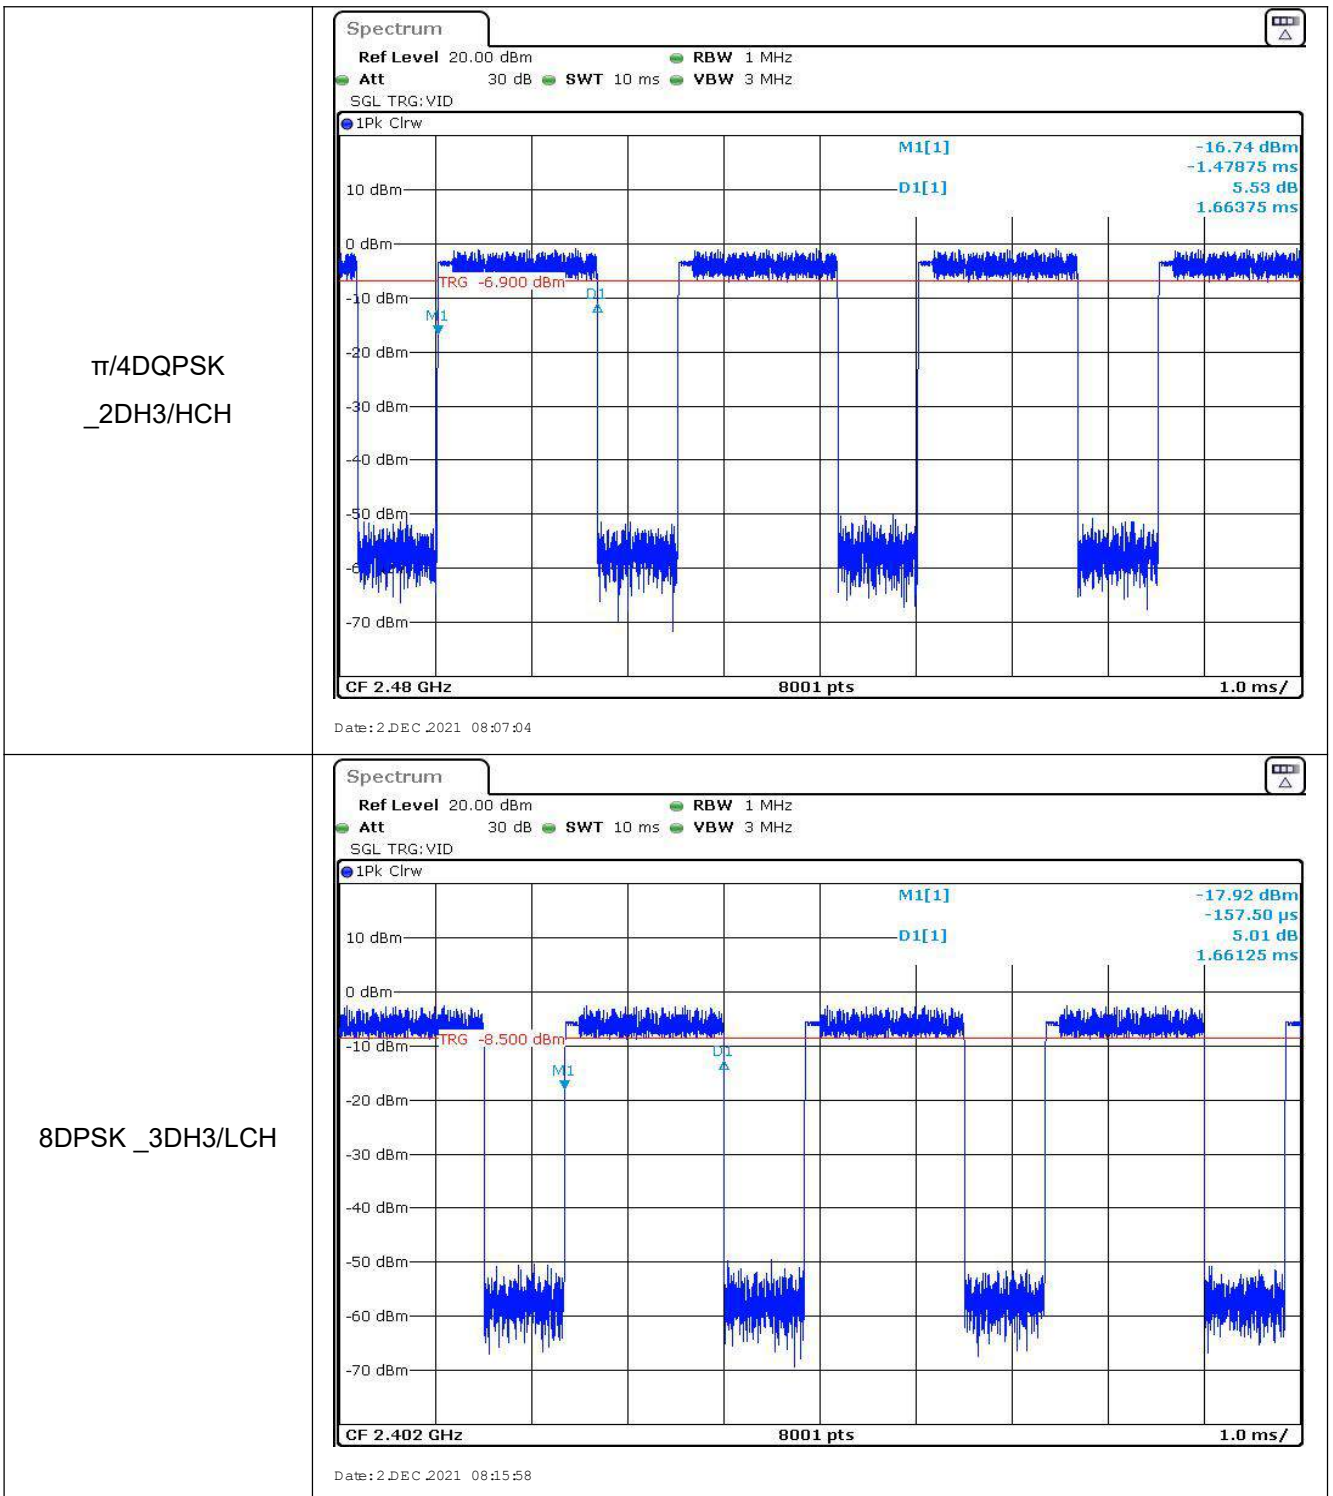 π/4DQPSK
_2DH3/HCH
Spectrum
Ref Level 20.00 dBm RBW 1 MHz
Att 30 dB SWT 10 ms VBW 3 MHz
SGL TRG:VID
1Pk Clrw
M1[1] -16.74 dBm
-1.47875 ms
D1[1] 5.53 dB
1.66375 ms
10 dBm
0 dBm
TRG -6.900 dBm
-10 dBm
D1
M1
-20 dBm
-30 dBm
-40 dBm
-50 dBm
-70 dBm
CF 2.48 GHz 8001 pts 1.0 ms/
Date: 2.DEC.2021 08:07:04
8DPSK _3DH3/LCH
Spectrum
Ref Level 20.00 dBm RBW 1 MHz
Att 30 dB SWT 10 ms VBW 3 MHz
SGL TRG:VID
1Pk Clrw
M1[1] -17.92 dBm
-157.50 µs
D1[1] 5.01 dB
1.66125 ms
10 dBm
0 dBm
TRG -8.500 dBm
-10 dBm
D1
M1
-20 dBm
-30 dBm
-40 dBm
-50 dBm
-60 dBm
-70 dBm
CF 2.402 GHz 8001 pts 1.0 ms/
Date: 2.DEC.2021 08:15:58